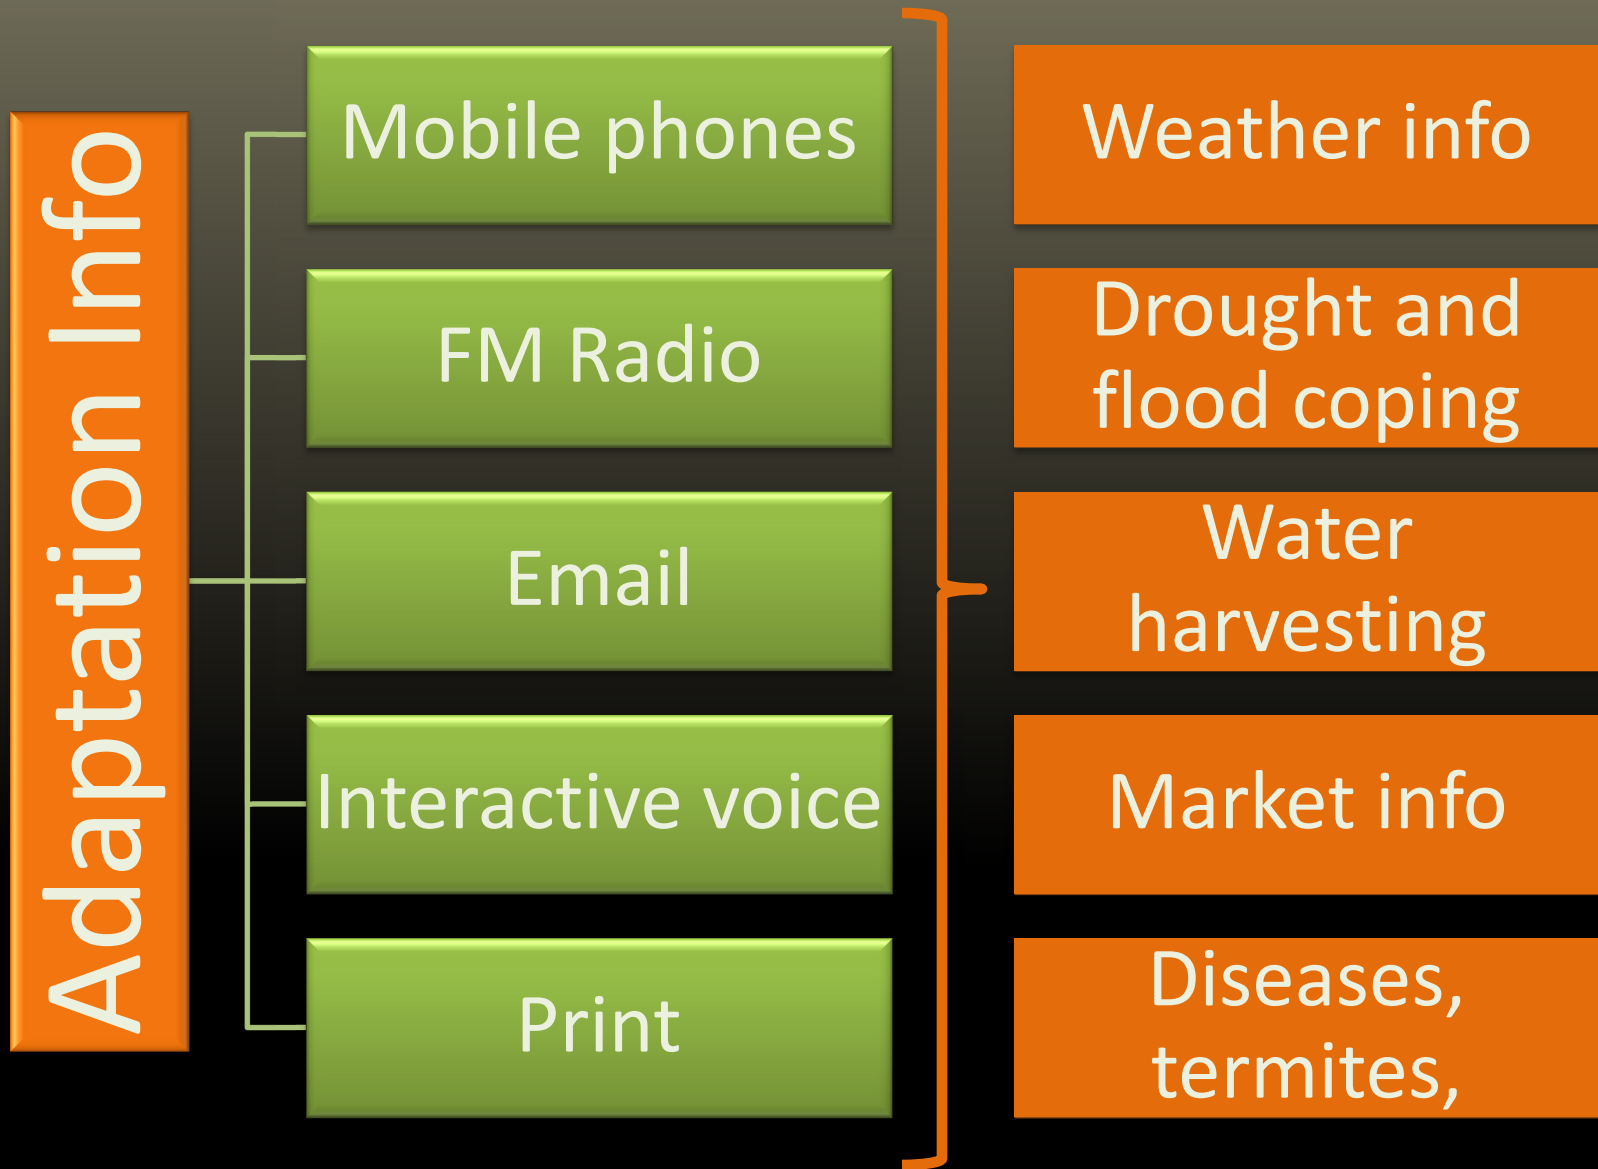 Adaptation Info
Mobile phones
FM Radio
Email
Interactive voice
Print
Weather info
Drought and
flood coping
Water
harvesting
Market info
Diseases,
termites,